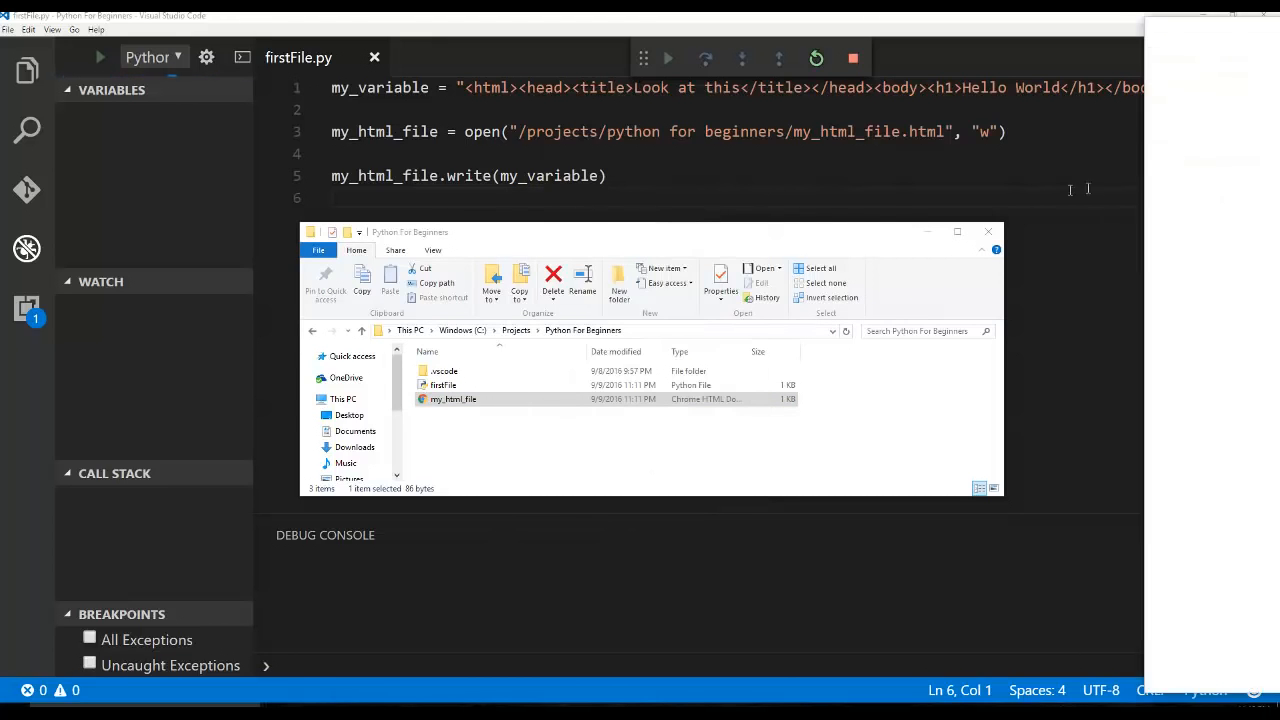 firstFile.py - Python For Beginners - Visual Studio Code
File Edit View Go Help
Python
firstFile.py
VARIABLES
WATCH
CALL STACK
BREAKPOINTS
All Exceptions
Uncaught Exceptions
1
1 my_variable = "<html><head><title>Look at this</title></head><body><h1>Hello World</h1></bod
2
3 my_html_file = open("/projects/python for beginners/my_html_file.html", "w")
4
5 my_html_file.write(my_variable)
6
Python For Beginners
File Home Share View
Pin to Quick access
Copy
Paste
Cut
Copy path
Paste shortcut
Clipboard
Move to
Copy to
Delete
Rename
Organize
New folder
New item
Easy access
New
Properties
Open
Edit
History
Open
Select all
Select none
Invert selection
Select
This PC Windows (C:) Projects Python For Beginners
Search Python For Beginners
Quick access
OneDrive
This PC
Desktop
Documents
Downloads
Music
Pictures
Name Date modified Type Size
.vscode 9/8/2016 9:57 PM File folder
firstFile 9/9/2016 11:11 PM Python File 1 KB
my_html_file 9/9/2016 11:11 PM Chrome HTML Do... 1 KB
3 items 1 item selected 86 bytes
DEBUG CONSOLE
0 0
Ln 6, Col 1 Spaces: 4 UTF-8 CRLF Python